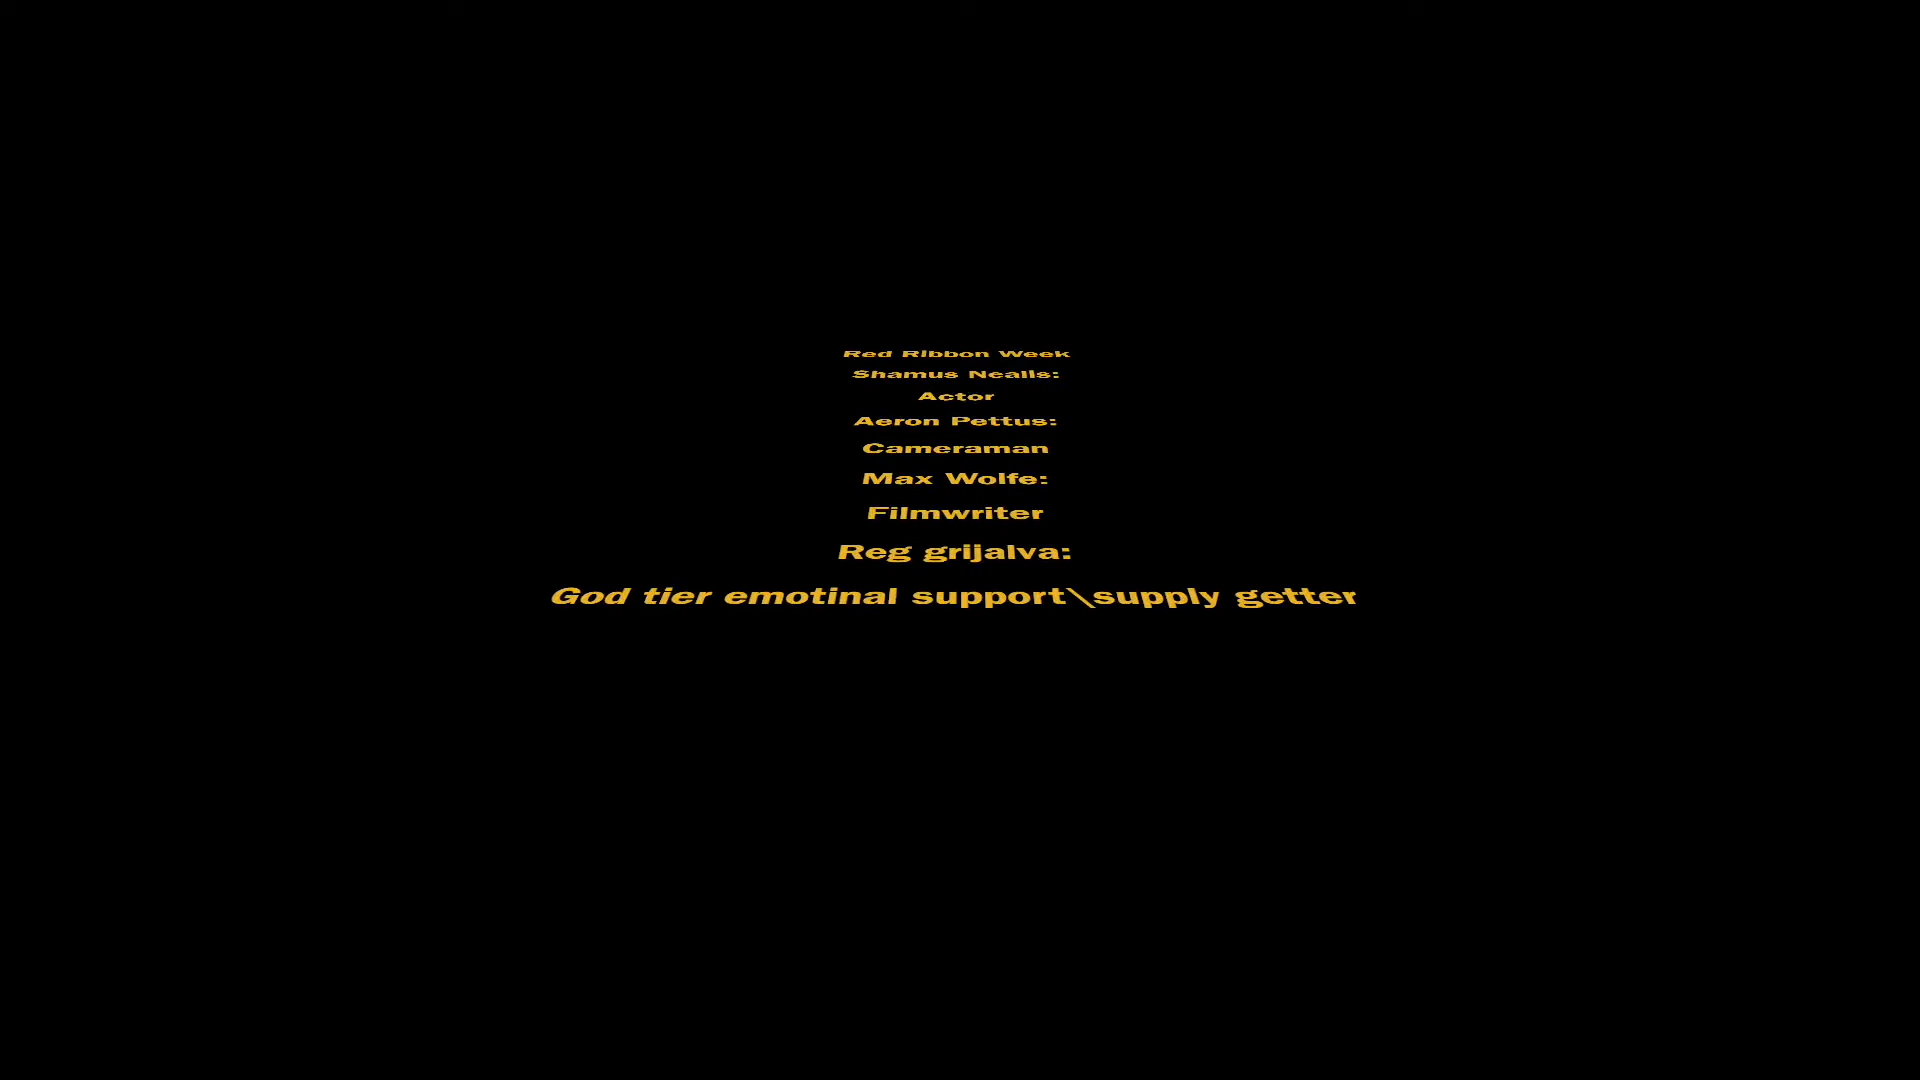 Red Ribbon Week
Shamus Nealls:
Actor
Aeron Pettus:
Cameraman
Max Wolfe:
Filmwriter
Reg grijalva:
God tier emotinal support\supply getter